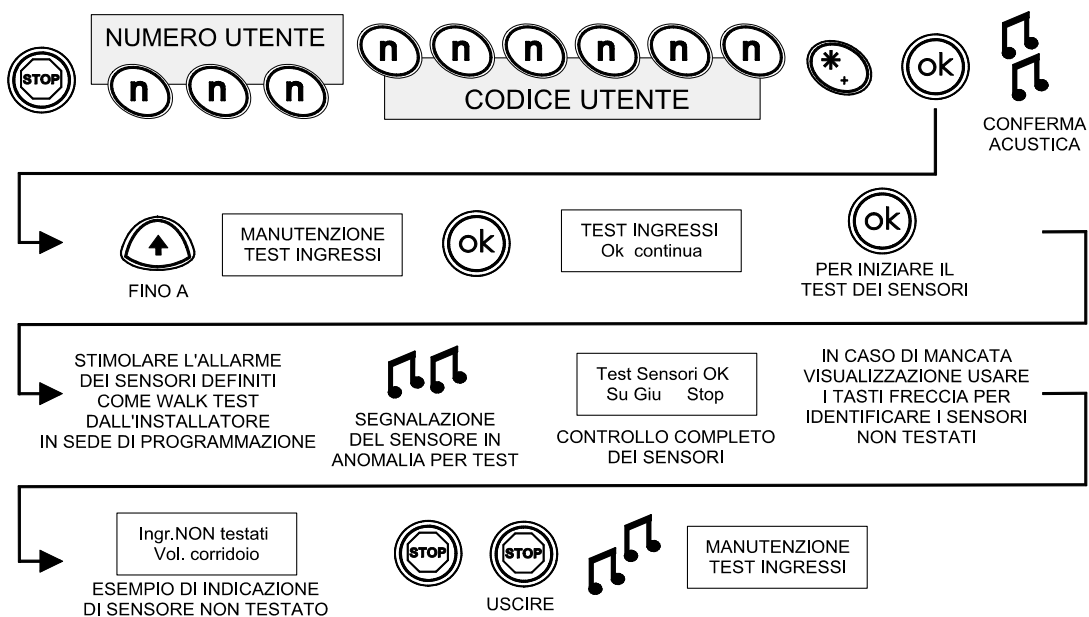 STOP
NUMERO UTENTE
n n n
n n n n n n
CODICE UTENTE
* +
ok
CONFERMA
ACUSTICA
FINO A
MANUTENZIONE
TEST INGRESSI
ok
TEST INGRESSI
Ok continua
ok
PER INIZIARE IL
TEST DEI SENSORI
STIMOLARE L'ALLARME
DEI SENSORI DEFINITI
COME WALK TEST
DALL'INSTALLATORE
IN SEDE DI PROGRAMMAZIONE
SEGNALAZIONE
DEL SENSORE IN
ANOMALIA PER TEST
Test Sensori OK
Su Giu Stop
CONTROLLO COMPLETO
DEI SENSORI
IN CASO DI MANCATA
VISUALIZZAZIONE USARE
I TASTI FRECCIA PER
IDENTIFICARE I SENSORI
NON TESTATI
Ingr.NON testati
Vol. corridoio
ESEMPIO DI INDICAZIONE
DI SENSORE NON TESTATO
STOP
STOP
USCIRE
MANUTENZIONE
TEST INGRESSI